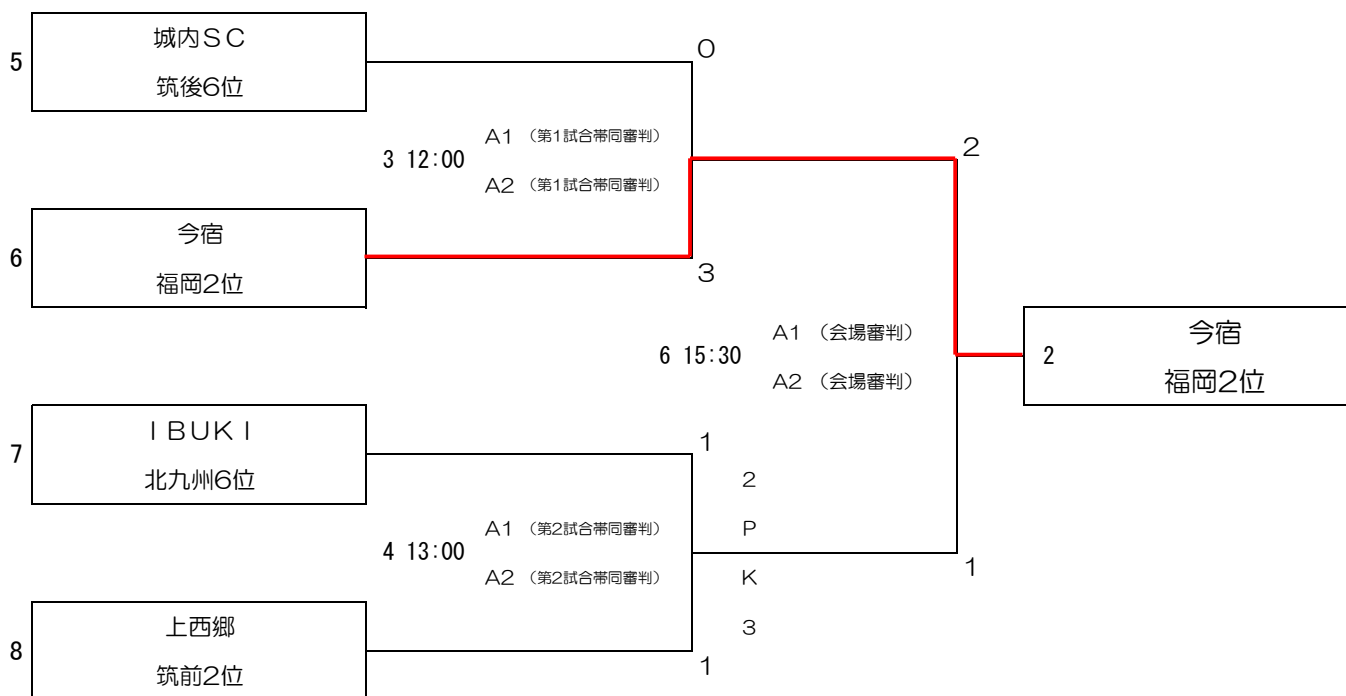 城内ＳＣ
5
筑後6位
0
A1 （第1試合帯同審判）
3 12:00
A2 （第1試合帯同審判）
2
今宿
6
福岡2位
3
A1 （会場審判）
6 15:30
A2 （会場審判）
今宿
2
福岡2位
ＩＢＵＫＩ
7
北九州6位
1
2
P
K
3
A1 （第2試合帯同審判）
4 13:00
A2 （第2試合帯同審判）
1
上西郷
8
筑前2位
1